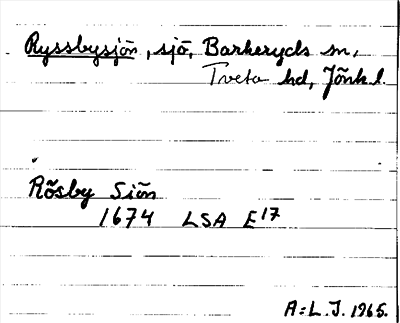 Ryssbysjön, sjö, Barkeryds sn,
Tveta hd, Jönk.l.
Rösby Siön
1674 LSA E17
A:L.J. 1965.